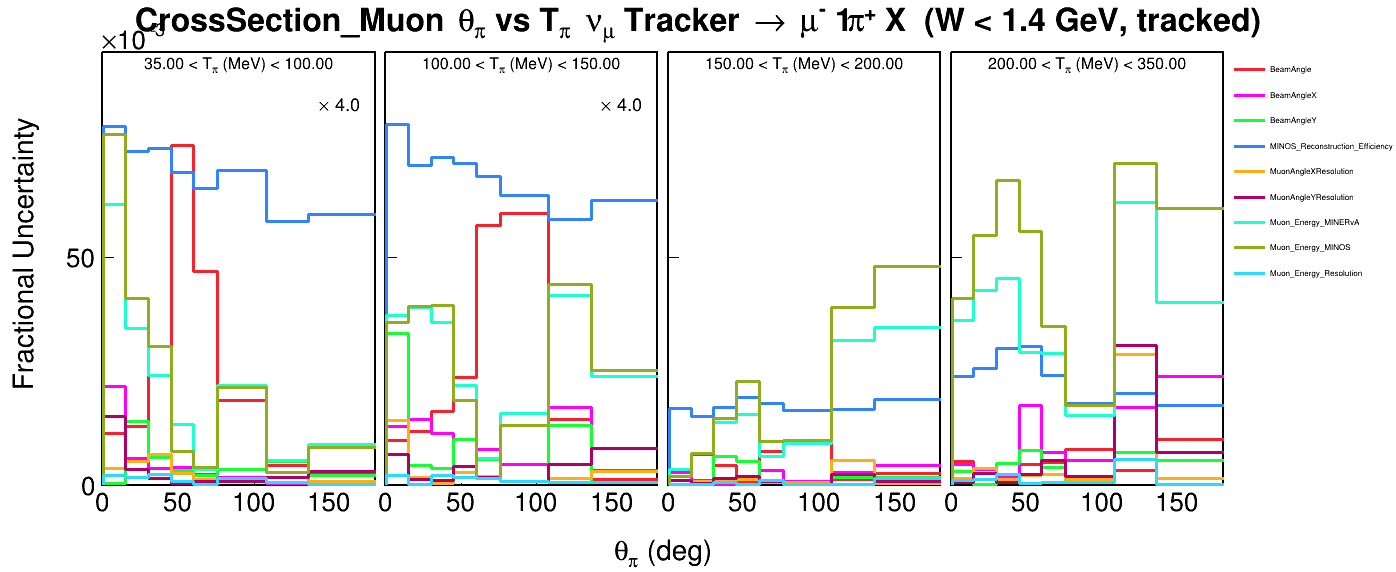 CrossSection_Muon θπ vs Tπ νμ Tracker → μ- 1π+ X (W < 1.4 GeV, tracked)
×10-3
35.00 < Tπ (MeV) < 100.00
100.00 < Tπ (MeV) < 150.00
150.00 < Tπ (MeV) < 200.00
200.00 < Tπ (MeV) < 350.00
× 4.0
× 4.0
BeamAngle
BeamAngleX
BeamAngleY
MINOS_Reconstruction_Efficiency
MuonAngleXResolution
MuonAngleYResolution
Muon_Energy_MINERvA
Muon_Energy_MINOS
Muon_Energy_Resolution
Fractional Uncertainty
50
0
0 50 100 150 0 50 100 150 0 50 100 150 0 50 100 150
θπ (deg)